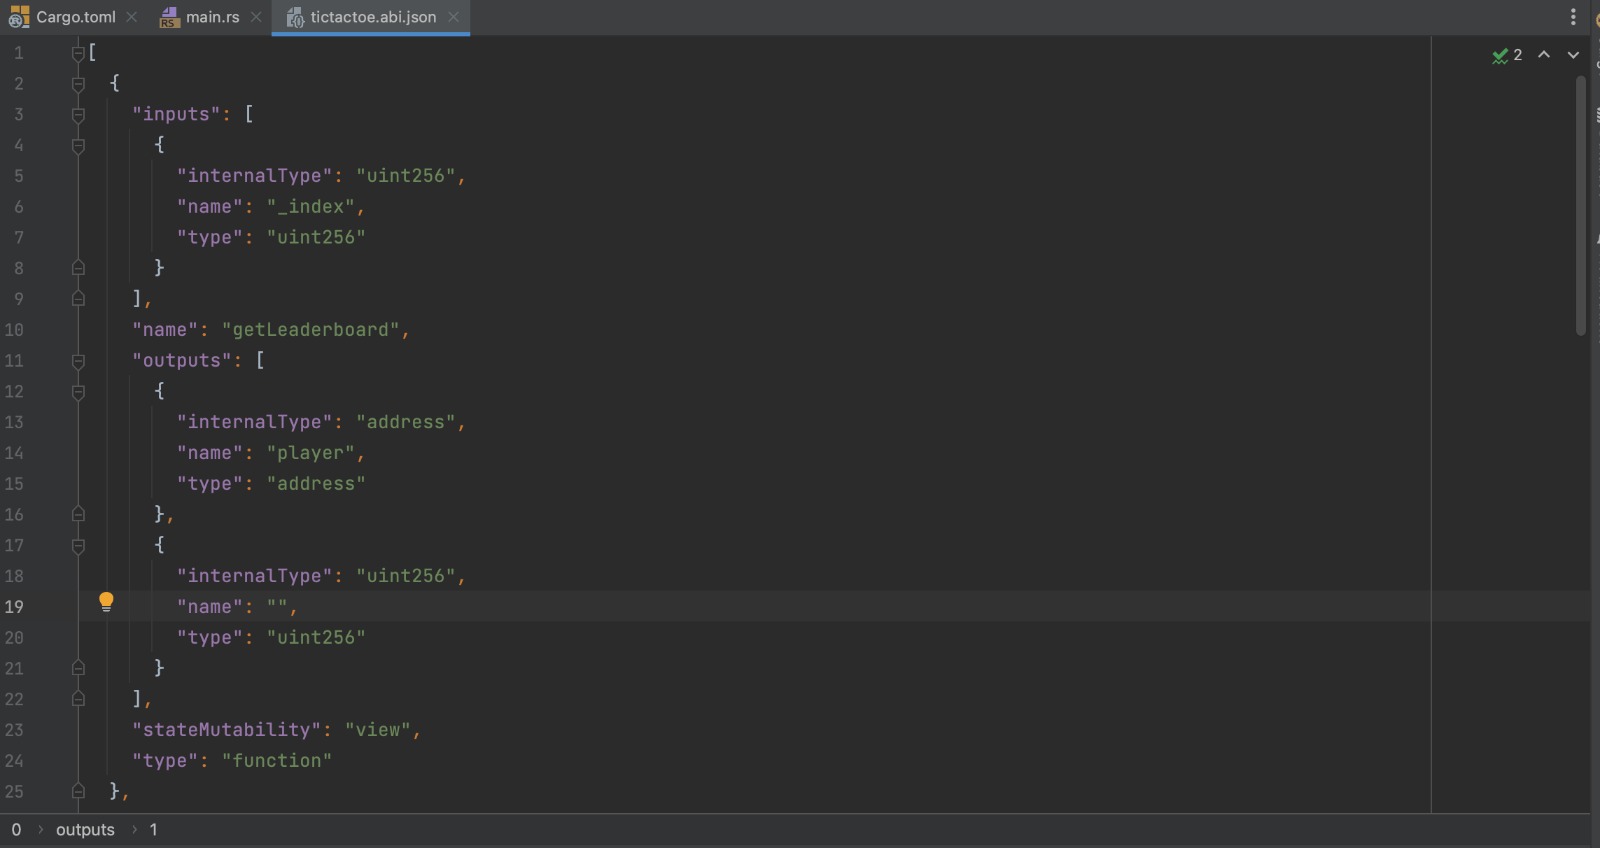 Cargo.toml main.rs tictactoe.abi.json
2
1 [
2 {
3 "inputs": [
4 {
5 "internalType": "uint256",
6 "name": "_index",
7 "type": "uint256"
8 }
9 ],
10 "name": "getLeaderboard",
11 "outputs": [
12 {
13 "internalType": "address",
14 "name": "player",
15 "type": "address"
16 },
17 {
18 "internalType": "uint256",
19 "name": "",
20 "type": "uint256"
21 }
22 ],
23 "stateMutability": "view",
24 "type": "function"
25 },
0 › outputs › 1